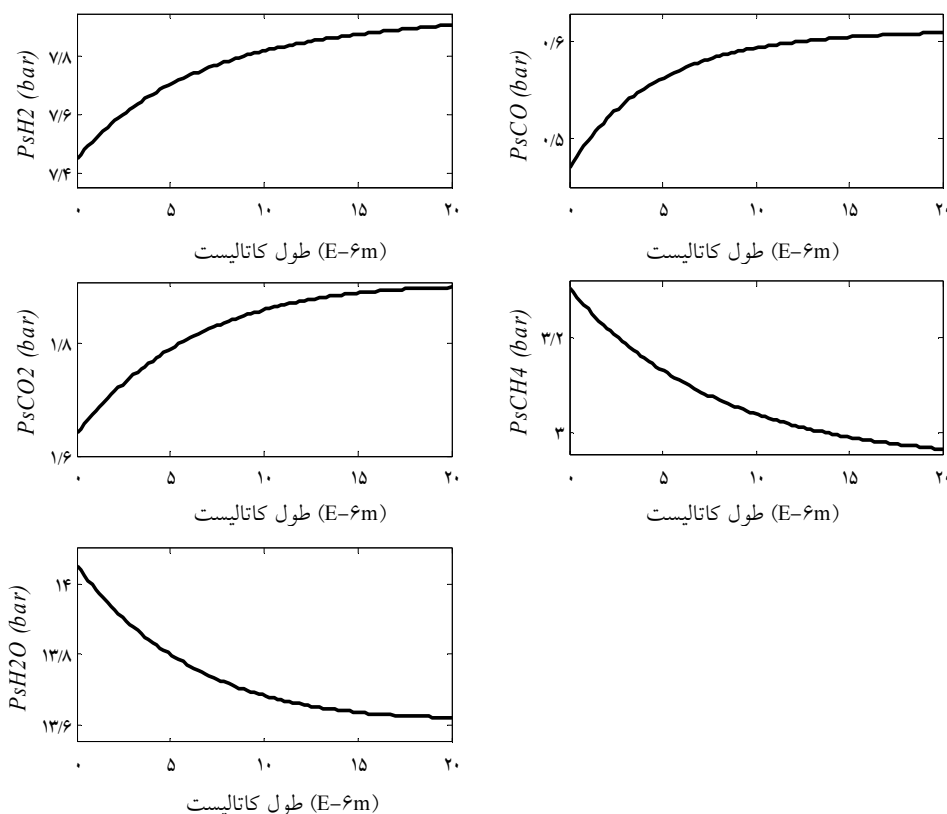 PsH2 (bar)
۷/۸
۷/۶
۷/۴
۰ ۵ ۱۰ ۱۵ ۲۰
طول کاتالیست (E-۶m)
PsCO (bar)
۰/۶
۰/۵
۰ ۵ ۱۰ ۱۵ ۲۰
طول کاتالیست (E-۶m)
PsCO2 (bar)
۱/۸
۱/۶
۰ ۵ ۱۰ ۱۵ ۲۰
طول کاتالیست (E-۶m)
PsCH4 (bar)
۳/۲
۳
۰ ۵ ۱۰ ۱۵ ۲۰
طول کاتالیست (E-۶m)
PsH2O (bar)
۱۴
۱۳/۸
۱۳/۶
۰ ۵ ۱۰ ۱۵ ۲۰
طول کاتالیست (E-۶m)